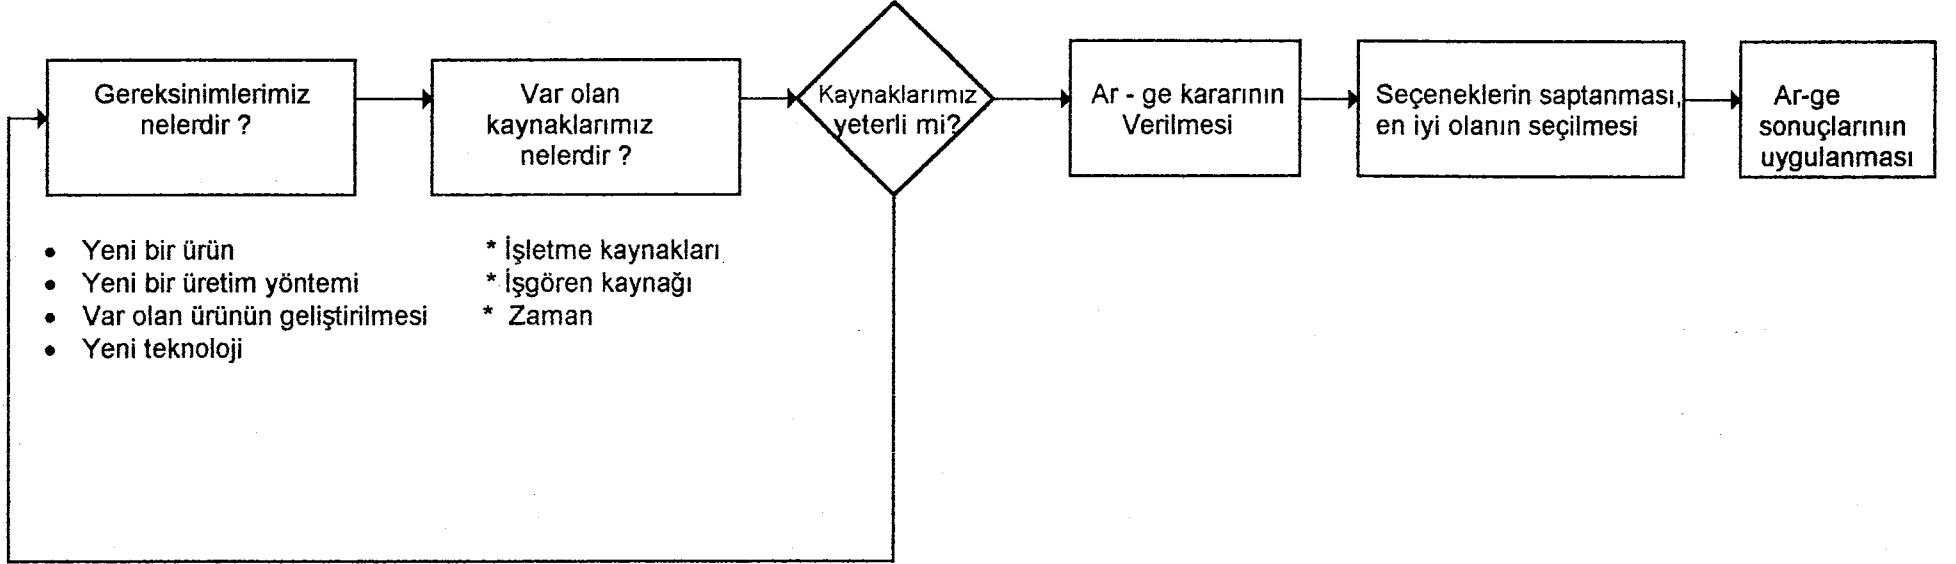 Gereksinimlerimiz
nelerdir ?
Var olan
kaynaklarımız
nelerdir ?
Kaynaklarımız
yeterli mi?
Ar - ge kararının
Verilmesi
Seçeneklerin saptanması,
en iyi olanın seçilmesi
Ar-ge
sonuçlarının
uygulanması
• Yeni bir ürün
• Yeni bir üretim yöntemi
• Var olan ürünün geliştirilmesi
• Yeni teknoloji
* İşletme kaynakları
* İşgören kaynağı
* Zaman